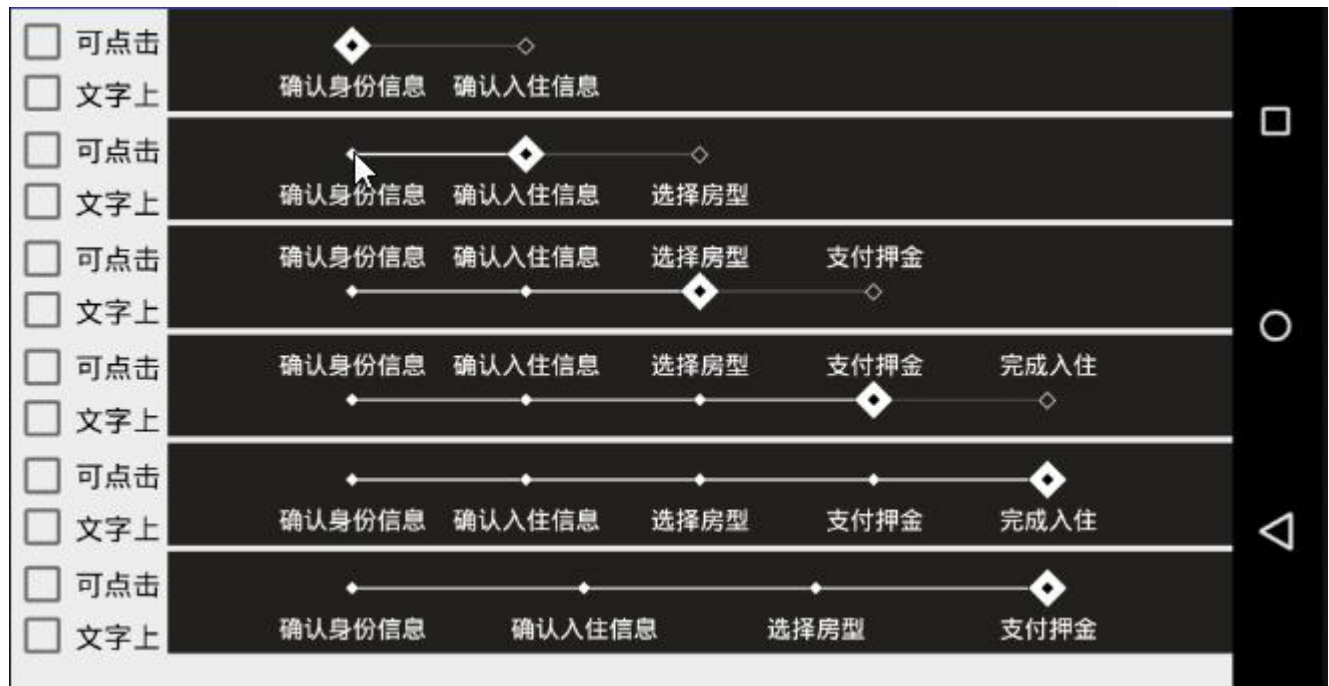 可点击
确认身份信息 确认入住信息
文字上
可点击
确认身份信息 确认入住信息 选择房型
文字上
可点击 确认身份信息 确认入住信息 选择房型 支付押金
文字上
可点击 确认身份信息 确认入住信息 选择房型 支付押金 完成入住
文字上
可点击
文字上 确认身份信息 确认入住信息 选择房型 支付押金 完成入住
可点击
文字上 确认身份信息 确认入住信息 选择房型 支付押金